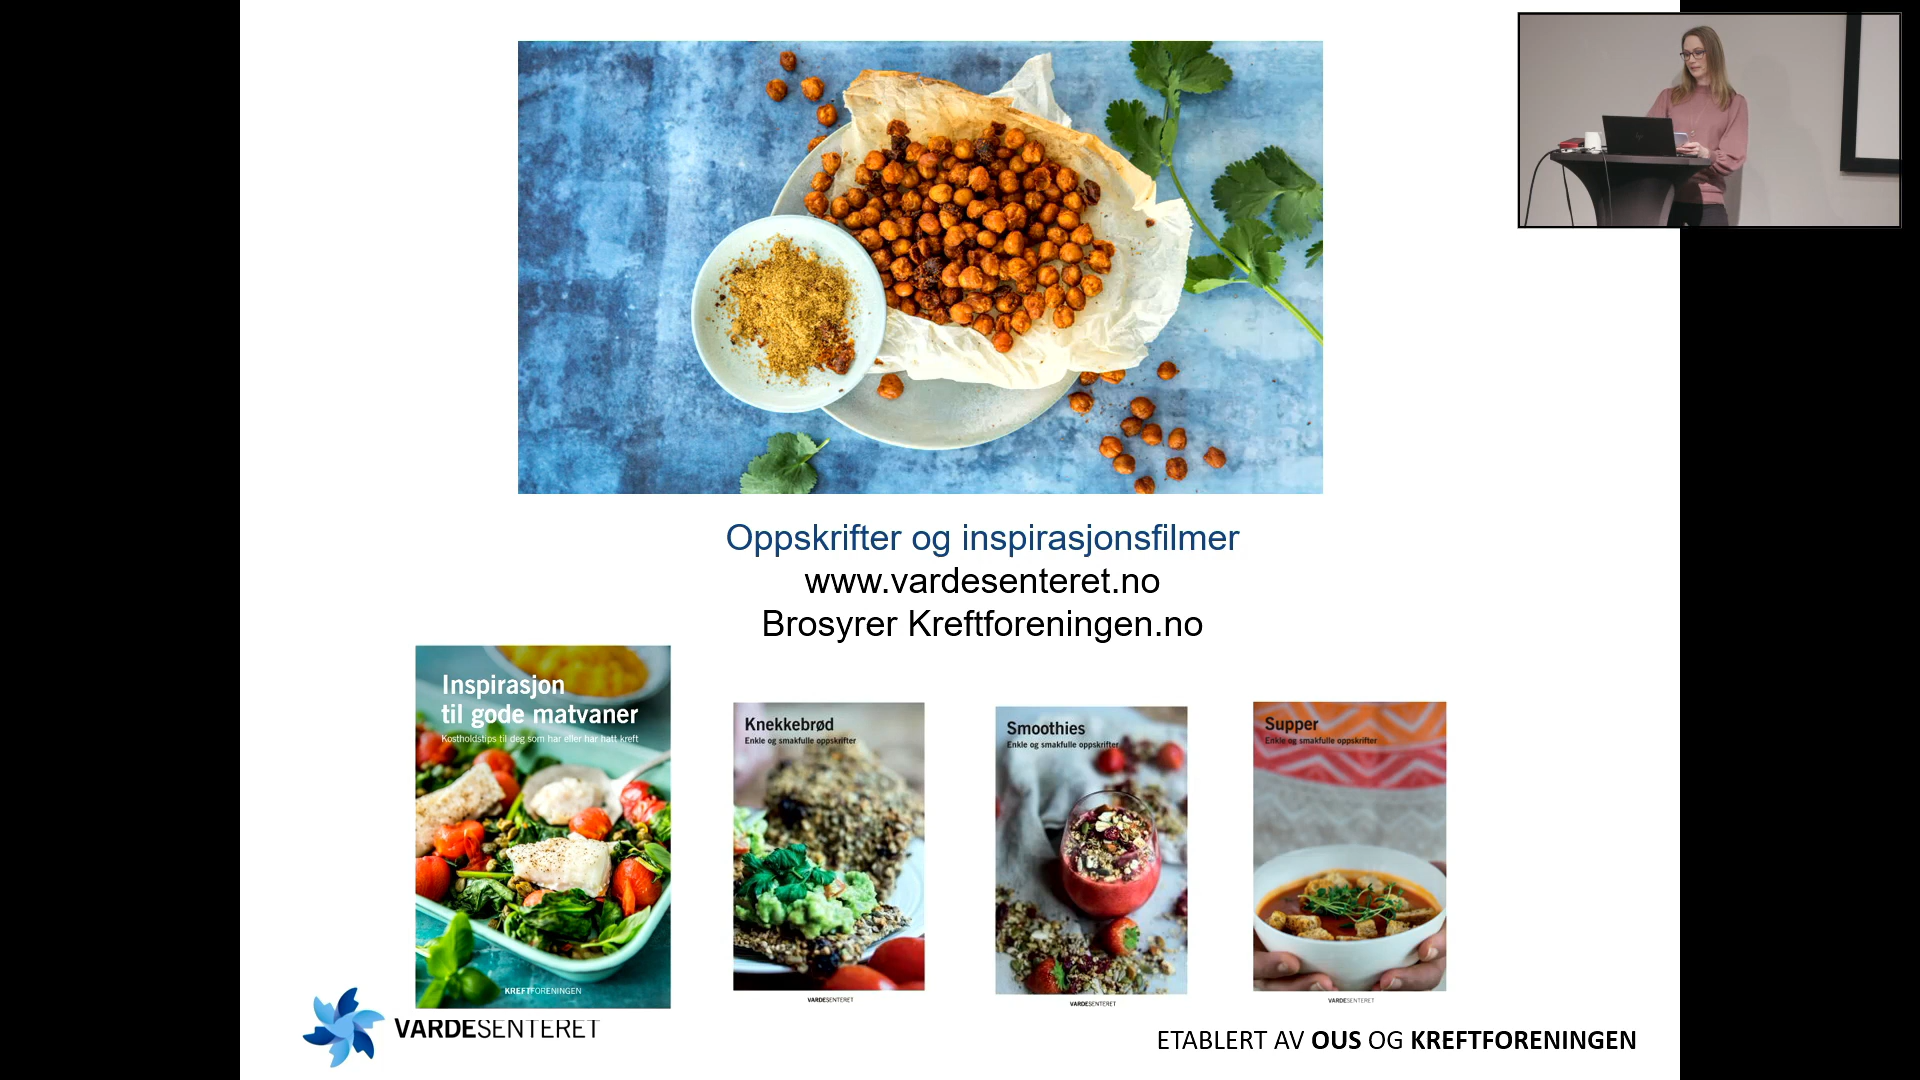 Oppskrifter og inspirasjonsfilmer
www.vardesenteret.no
Brosyrer Kreftforeningen.no
Inspirasjon
til gode matvaner
Kostholdstips til deg som har eller har hatt kreft
KREFTFORENINGEN
Knekkebrød
Enkle og smakfulle oppskrifter
VARDESENTERET
Smoothies
Enkle og smakfulle oppskrifter
VARDESENTERET
Supper
Enkle og smakfulle oppskrifter
VARDESENTERET
VARDESENTERET
ETABLERT AV OUS OG KREFTFORENINGEN